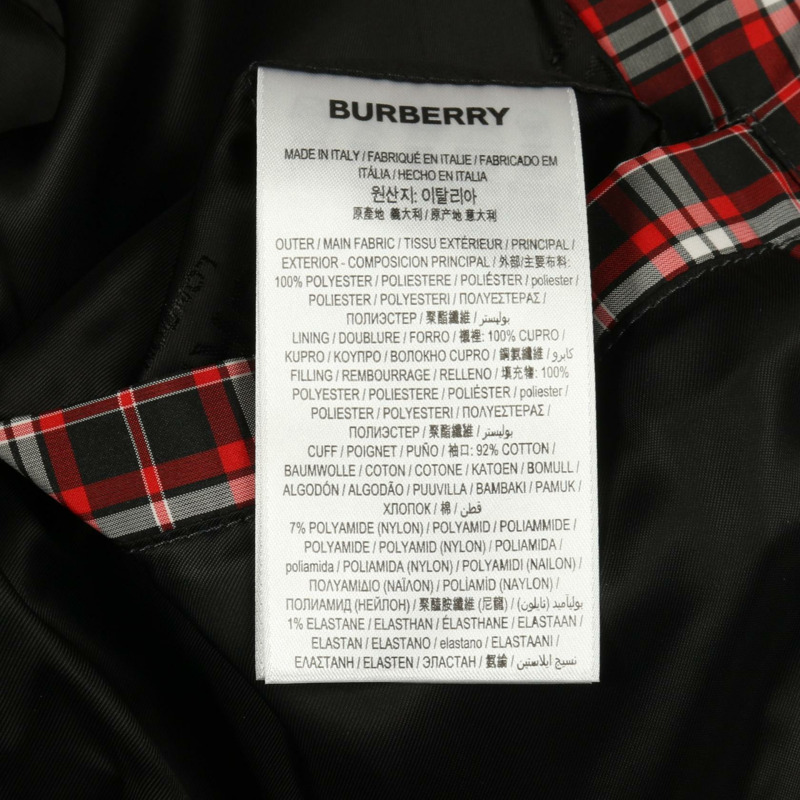 BURBERRY
MADE IN ITALY / FABRIQUÉ EN ITALIE / FABRICADO EM
ITÁLIA / HECHO EN ITALIA
원산지: 이탈리아
原產地 義大利 / 原产地 意大利
OUTER / MAIN FABRIC / TISSU EXTÉRIEUR / PRINCIPAL /
EXTERIOR - COMPOSICION PRINCIPAL / 外部/主要布料:
100% POLYESTER / POLIESTERE / POLIÉSTER / poliester /
POLIESTER / POLYESTERI / ΠΟΛΥΕΣΤΕΡΑΣ /
ПОЛИЭСТЕР / 聚酯纖維 / بوليستر
LINING / DOUBLURE / FORRO / 襯裡: 100% CUPRO /
KUPRO / ΚΟΥΠΡΟ / ВОЛОКНО CUPRO / 銅氨纖維 / كابرو
FILLING / REMBOURRAGE / RELLENO / 填充物: 100%
POLYESTER / POLIESTERE / POLIÉSTER / poliester /
POLIESTER / POLYESTERI / ΠΟΛΥΕΣΤΕΡΑΣ /
ПОЛИЭСТЕР / 聚酯纖維 / بوليستر
CUFF / POIGNET / PUÑO / 袖口: 92% COTTON /
BAUMWOLLE / COTON / COTONE / KATOEN / BOMULL /
ALGODÓN / ALGODÃO / PUUVILLA / BAMBAKI / PAMUK /
ХЛОПОК / 棉 / قطن
7% POLYAMIDE (NYLON) / POLYAMID / POLIAMMIDE /
POLYAMIDE / POLYAMID (NYLON) / POLIAMIDA /
poliamida / POLIAMIDA (NYLON) / POLYAMIDI (NAILON) /
ΠΟΛΥΑΜΙΔΙΟ (ΝΑΪΛΟΝ) / POLİAMİD (NAYLON) /
ПОЛИАМИД (НЕЙЛОН) / 聚醯胺纖維 (尼龍) / بوليآميد (نايلون)
1% ELASTANE / ELASTHAN / ÉLASTHANE / ELASTAAN /
ELASTAN / ELASTANO / elastano / ELASTAANI /
ΕΛΑΣΤΑΝΗ / ELASTEN / ЭЛАСТАН / نسيج إيلاستين